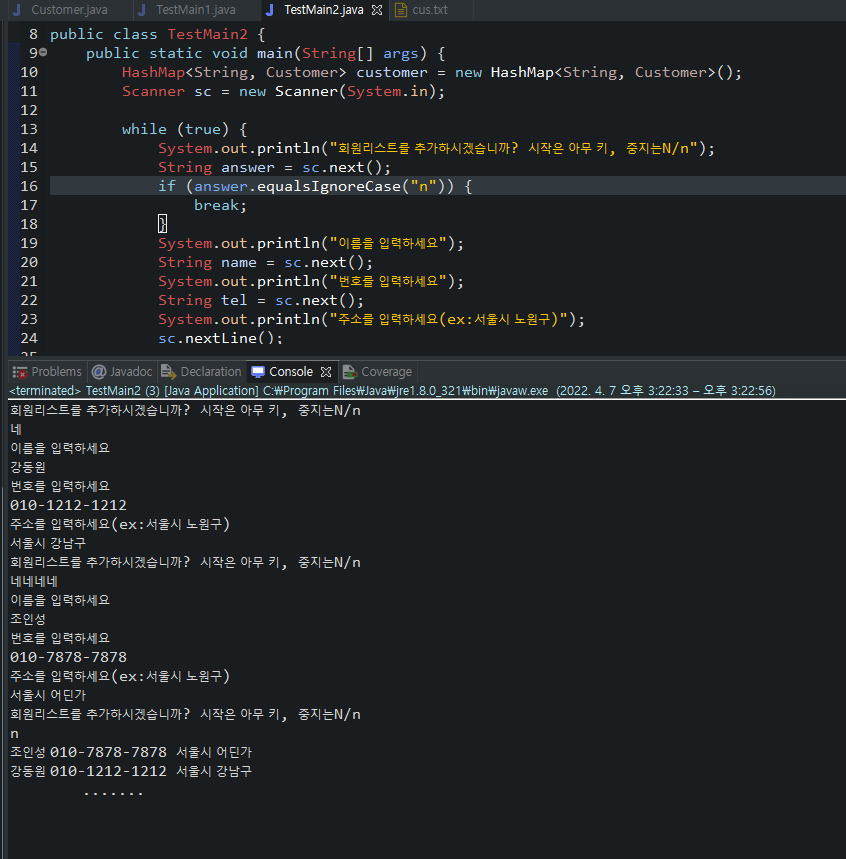 Customer.java TestMain1.java TestMain2.java cus.txt
8 public class TestMain2 {
9 public static void main(String[] args) {
10 HashMap<String, Customer> customer = new HashMap<String, Customer>();
11 Scanner sc = new Scanner(System.in);
12
13 while (true) {
14 System.out.println("회원리스트를 추가하시겠습니까? 시작은 아무 키, 중지는N/n");
15 String answer = sc.next();
16 if (answer.equalsIgnoreCase("n")) {
17 break;
18 }
19 System.out.println("이름을 입력하세요");
20 String name = sc.next();
21 System.out.println("번호를 입력하세요");
22 String tel = sc.next();
23 System.out.println("주소를 입력하세요(ex:서울시 노원구)");
24 sc.nextLine();
Problems @ Javadoc Declaration Console Coverage
<terminated> TestMain2 (3) [Java Application] C:₩Program Files₩Java₩jre1.8.0_321₩bin₩javaw.exe (2022. 4. 7 오후 3:22:33 – 오후 3:22:56)
회원리스트를 추가하시겠습니까? 시작은 아무 키, 중지는N/n
네
이름을 입력하세요
강동원
번호를 입력하세요
010-1212-1212
주소를 입력하세요(ex:서울시 노원구)
서울시 강남구
회원리스트를 추가하시겠습니까? 시작은 아무 키, 중지는N/n
네네네네
이름을 입력하세요
조인성
번호를 입력하세요
010-7878-7878
주소를 입력하세요(ex:서울시 노원구)
서울시 어딘가
회원리스트를 추가하시겠습니까? 시작은 아무 키, 중지는N/n
n
조인성 010-7878-7878 서울시 어딘가
강동원 010-1212-1212 서울시 강남구
.......